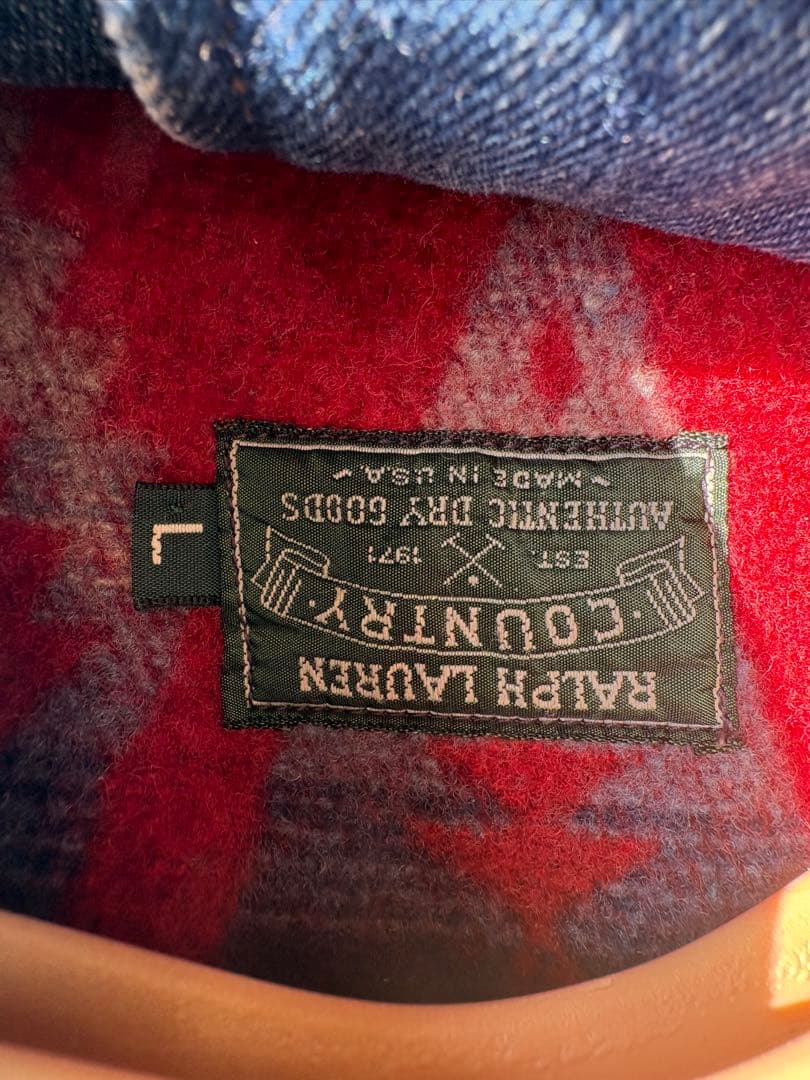 RALPH LAUREN
· COUNTRY ·
EST. 1971
AUTHENTIC DRY GOODS
MADE IN U.S.A.
L